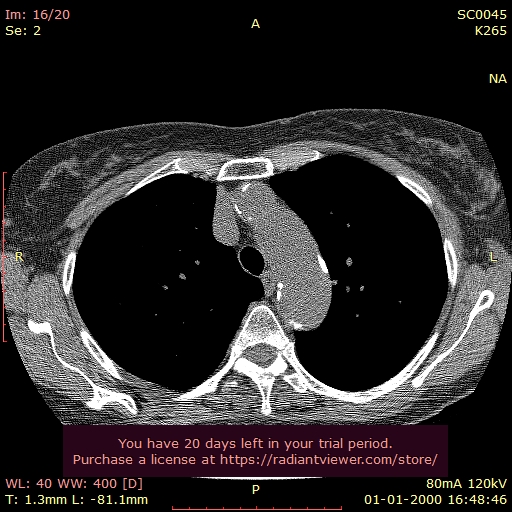 Im: 16/20
Se: 2
A
SC0045
K265
NA
R
L
You have 20 days left in your trial period.
Purchase a license at https://radiantviewer.com/store/
WL: 40 WW: 400 [D]
T: 1.3mm L: -81.1mm
P
80mA 120kV
01-01-2000 16:48:46